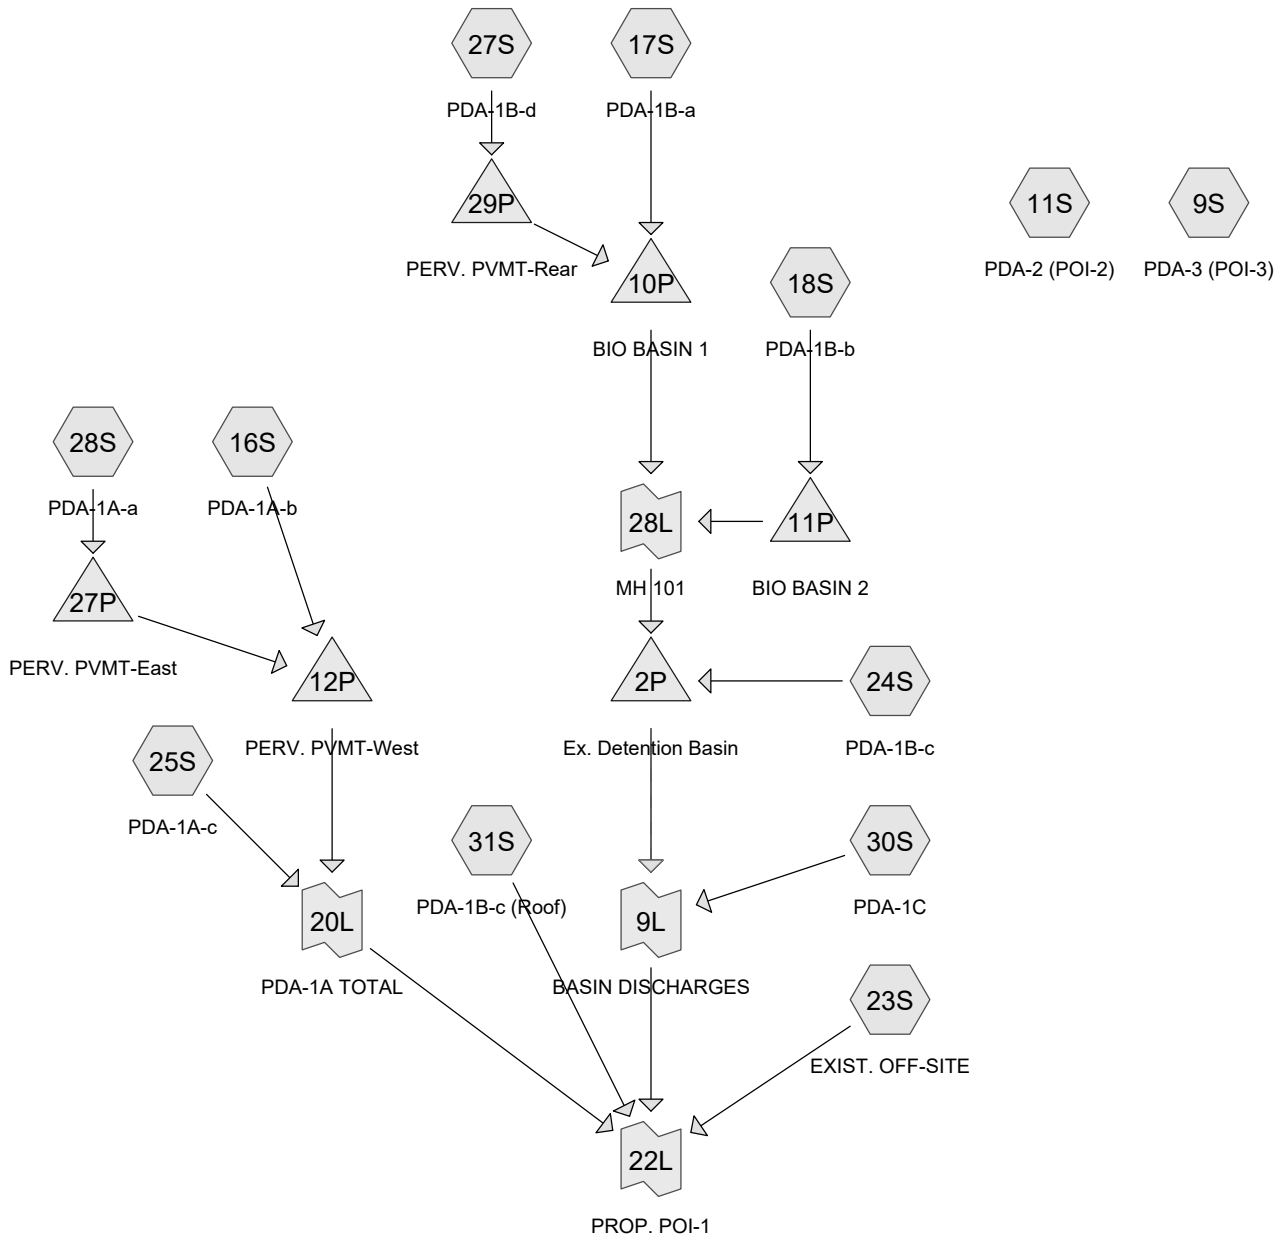 27S
17S
PDA-1B-d
PDA-1B-a
29P
11S
9S
PERV. PVMT-Rear
PDA-2 (POI-2)
PDA-3 (POI-3)
10P
18S
BIO BASIN 1
PDA-1B-b
28S
16S
PDA-1A-a
PDA-1A-b
28L
11P
MH 101
BIO BASIN 2
27P
PERV. PVMT-East
12P
2P
24S
PERV. PVMT-West
Ex. Detention Basin
PDA-1B-c
25S
PDA-1A-c
31S
30S
PDA-1B-c (Roof)
PDA-1C
20L
9L
PDA-1A TOTAL
BASIN DISCHARGES
23S
EXIST. OFF-SITE
22L
PROP. POI-1